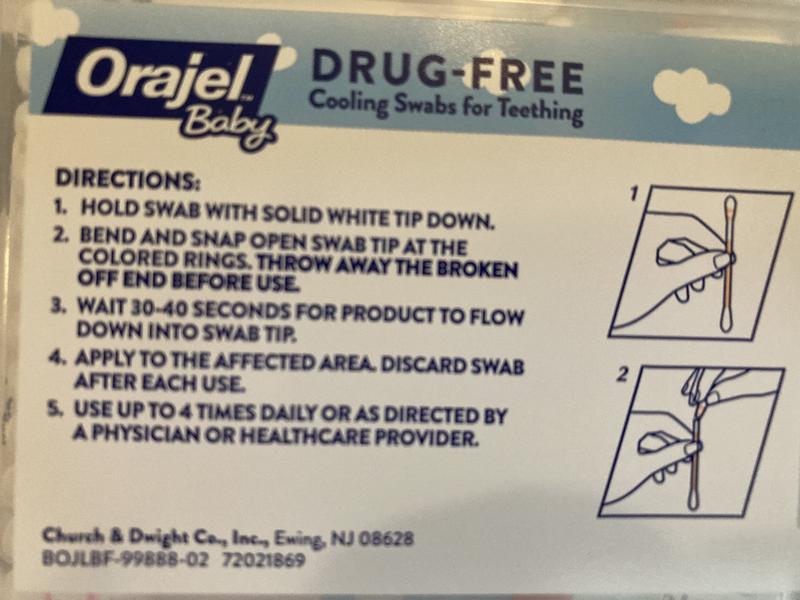 Orajel™
Baby
DRUG-FREE
Cooling Swabs for Teething
DIRECTIONS:
1. HOLD SWAB WITH SOLID WHITE TIP DOWN.
2. BEND AND SNAP OPEN SWAB TIP AT THE
COLORED RINGS. THROW AWAY THE BROKEN
OFF END BEFORE USE.
3. WAIT 30-40 SECONDS FOR PRODUCT TO FLOW
DOWN INTO SWAB TIP.
4. APPLY TO THE AFFECTED AREA. DISCARD SWAB
AFTER EACH USE.
5. USE UP TO 4 TIMES DAILY OR AS DIRECTED BY
A PHYSICIAN OR HEALTHCARE PROVIDER.
1
2
Church & Dwight Co., Inc., Ewing, NJ 08628
BOJLBF-99888-02 72021869